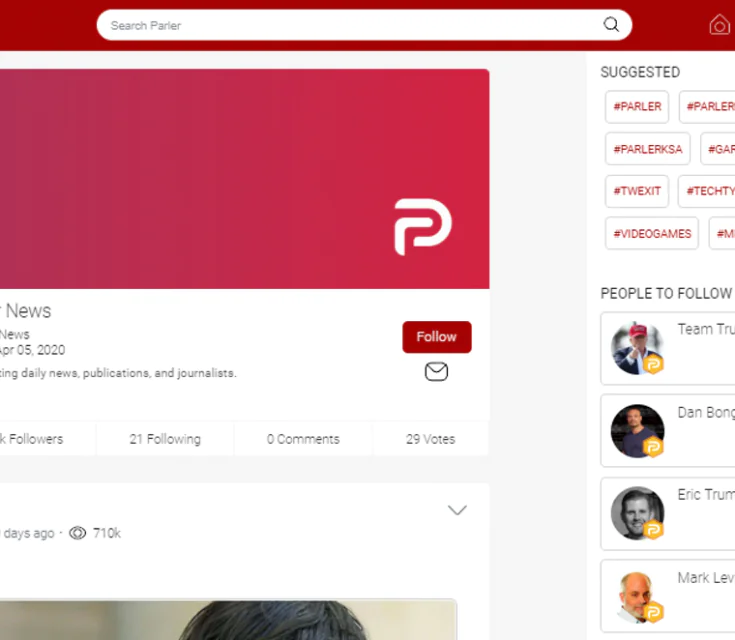 Search Parler
SUGGESTED
#PARLER
#PARLER
#PARLERKSA
#GAR
#TWEXIT
#TECHTY
#VIDEOGAMES
#M
News
News
Apr 05, 2020
ing daily news, publications, and journalists.
Follow
k Followers
21 Following
0 Comments
29 Votes
days ago · 710k
PEOPLE TO FOLLOW
Team Tru
Dan Bong
Eric Trum
Mark Lev